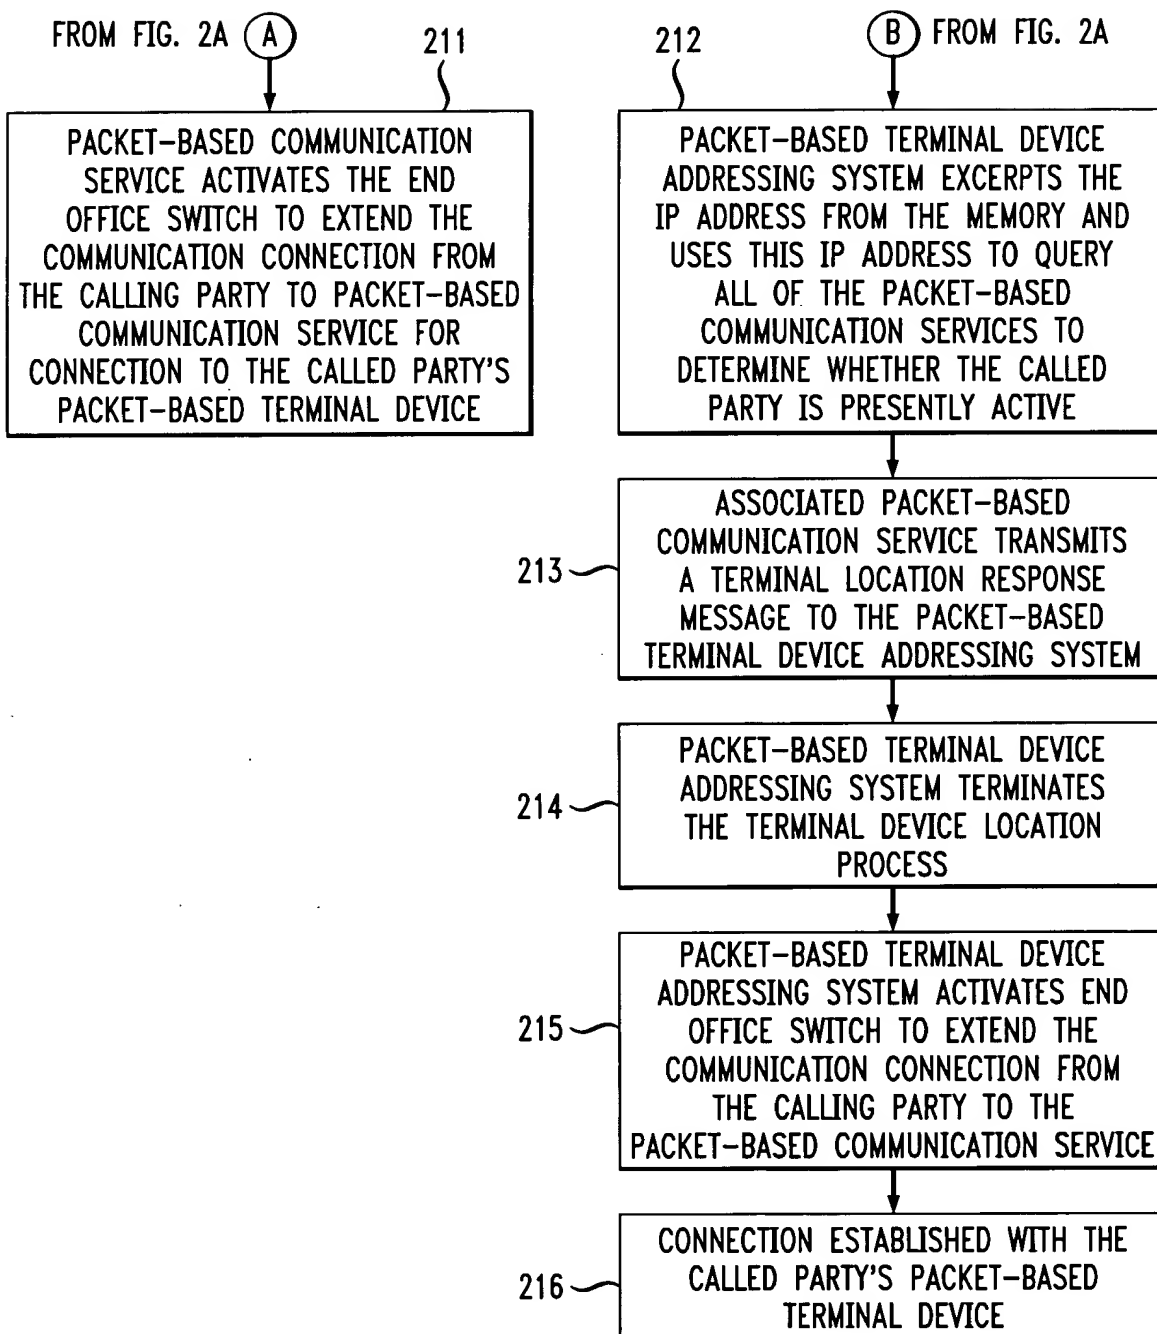 FROM FIG. 2A A
211
PACKET-BASED COMMUNICATION
SERVICE ACTIVATES THE END
OFFICE SWITCH TO EXTEND THE
COMMUNICATION CONNECTION FROM
THE CALLING PARTY TO PACKET-BASED
COMMUNICATION SERVICE FOR
CONNECTION TO THE CALLED PARTY'S
PACKET-BASED TERMINAL DEVICE
212
B FROM FIG. 2A
PACKET-BASED TERMINAL DEVICE
ADDRESSING SYSTEM EXCERPTS THE
IP ADDRESS FROM THE MEMORY AND
USES THIS IP ADDRESS TO QUERY
ALL OF THE PACKET-BASED
COMMUNICATION SERVICES TO
DETERMINE WHETHER THE CALLED
PARTY IS PRESENTLY ACTIVE
213
ASSOCIATED PACKET-BASED
COMMUNICATION SERVICE TRANSMITS
A TERMINAL LOCATION RESPONSE
MESSAGE TO THE PACKET-BASED
TERMINAL DEVICE ADDRESSING SYSTEM
214
PACKET-BASED TERMINAL DEVICE
ADDRESSING SYSTEM TERMINATES
THE TERMINAL DEVICE LOCATION
PROCESS
215
PACKET-BASED TERMINAL DEVICE
ADDRESSING SYSTEM ACTIVATES END
OFFICE SWITCH TO EXTEND THE
COMMUNICATION CONNECTION FROM
THE CALLING PARTY TO THE
PACKET-BASED COMMUNICATION SERVICE
216
CONNECTION ESTABLISHED WITH THE
CALLED PARTY'S PACKET-BASED
TERMINAL DEVICE